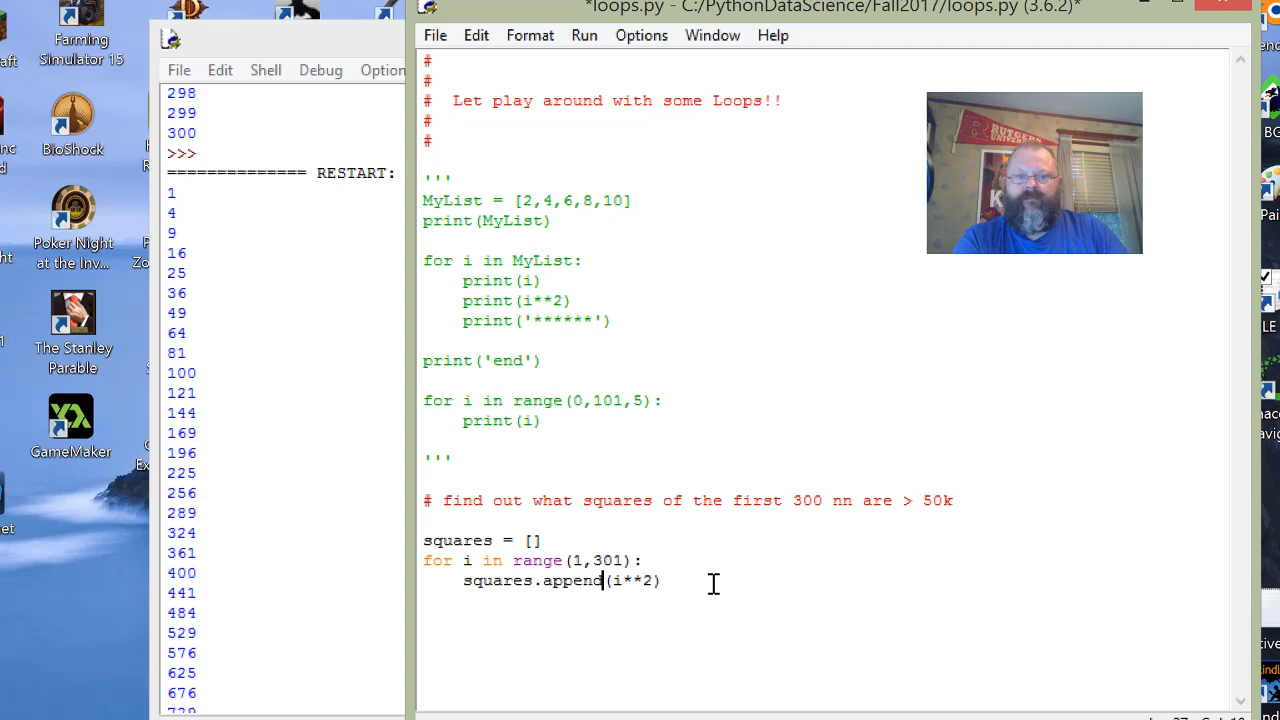 *loops.py - C:/PythonDataScience/Fall2017/loops.py (3.6.2)*
File Edit Format Run Options Window Help
#
#
# Let play around with some Loops!!
#
#
'''
MyList = [2,4,6,8,10]
print(MyList)
for i in MyList:
print(i)
print(i**2)
print('******')
print('end')
for i in range(0,101,5):
print(i)
'''
# find out what squares of the first 300 nn are > 50k
squares = []
for i in range(1,301):
squares.append(i**2)
File Edit Shell Debug Option
298
299
300
>>>
============== RESTART:
1
4
9
16
25
36
49
64
81
100
121
144
169
196
225
256
289
324
361
400
441
484
529
576
625
676
729
Farming
Simulator 15
BioShock
Poker Night
at the Inv...
The Stanley
Parable
GameMaker
RUTGERS
UNIVERSITY